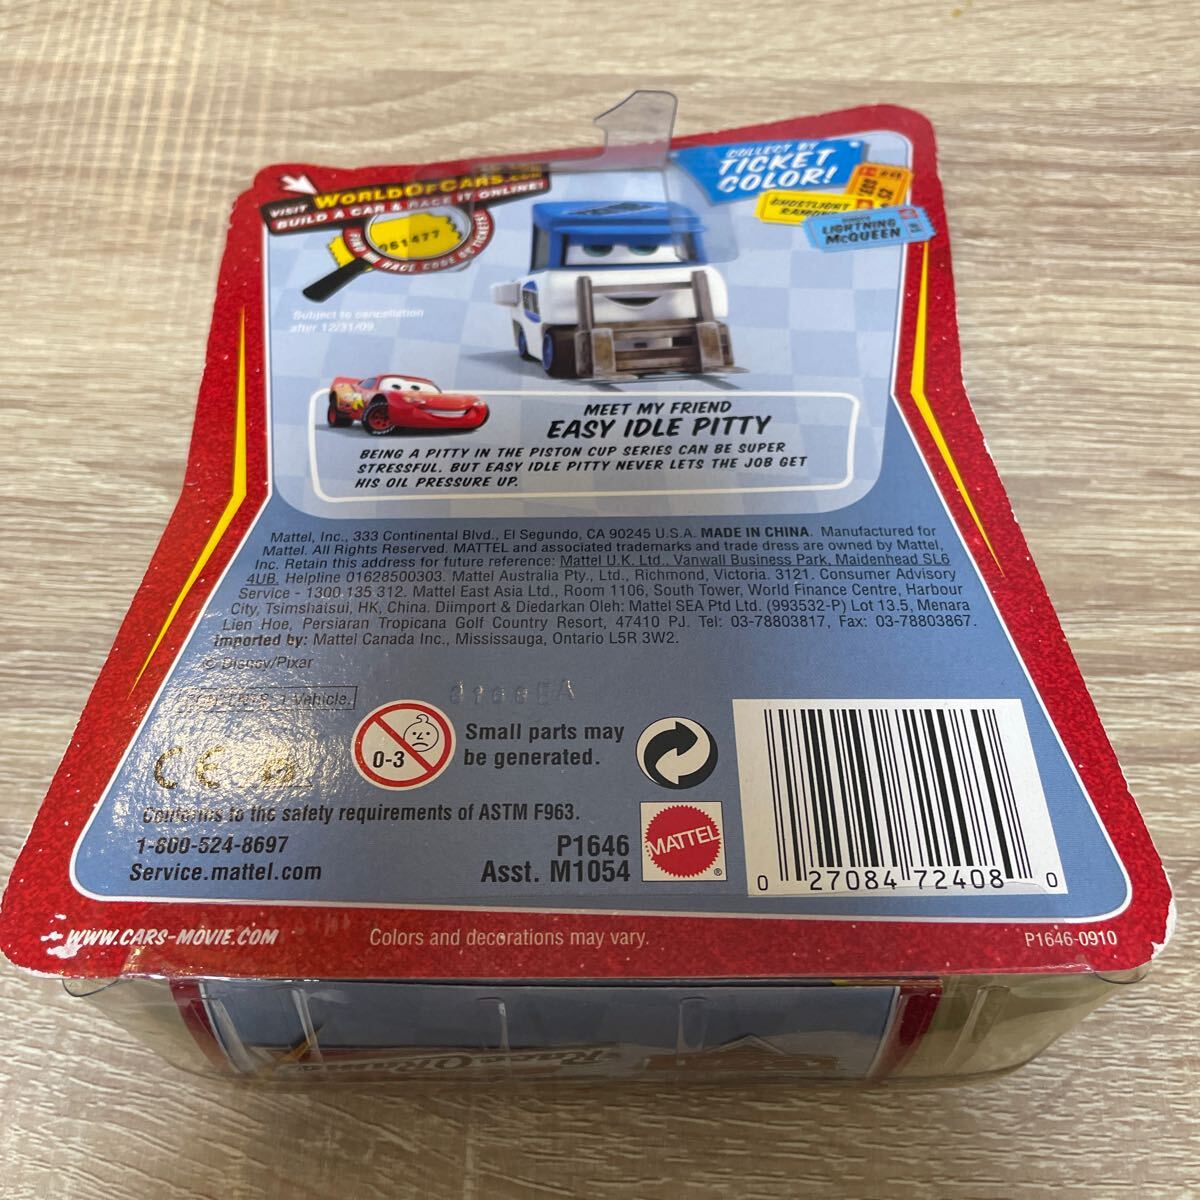 VISIT WORLDOFCARS.com
BUILD A CAR & RACE IT ONLINE!
061477
FIND RACE CODE ON TICKETS!
Subject to cancellation
after 12/31/09.
COLLECT BY
TICKET
COLOR!
GHOSTLIGHT
LIGHTNING
McQUEEN
MEET MY FRIEND
EASY IDLE PITTY
BEING A PITTY IN THE PISTON CUP SERIES CAN BE SUPER
STRESSFUL. BUT EASY IDLE PITTY NEVER LETS THE JOB GET
HIS OIL PRESSURE UP.
Mattel, Inc., 333 Continental Blvd., El Segundo, CA 90245 U.S.A. MADE IN CHINA. Manufactured for
Mattel. All Rights Reserved. MATTEL and associated trademarks and trade dress are owned by Mattel,
Inc. Retain this address for future reference: Mattel U.K. Ltd., Vanwall Business Park, Maidenhead SL6
4UB. Helpline 01628500303. Mattel Australia Pty., Ltd., Richmond, Victoria. 3121. Consumer Advisory
Service - 1300 135 312. Mattel East Asia Ltd., Room 1106, South Tower, World Finance Centre, Harbour
City, Tsimshatsui, HK, China. Diimport & Diedarkan Oleh: Mattel SEA Ptd Ltd. (993532-P) Lot 13.5, Menara
Lien Hoe, Persiaran Tropicana Golf Country Resort, 47410 PJ. Tel: 03-78803817, Fax: 03-78803867.
Imported by: Mattel Canada Inc., Mississauga, Ontario L5R 3W2.
© Disney/Pixar
1 Vehicle.
CE
0-3
Small parts may
be generated.
Conforms to the safety requirements of ASTM F963.
1-800-524-8697
Service.mattel.com
P1646
Asst. M1054
MATTEL
®
0 27084 72408 0
WWW.CARS-MOVIE.COM
Colors and decorations may vary.
P1646-0910